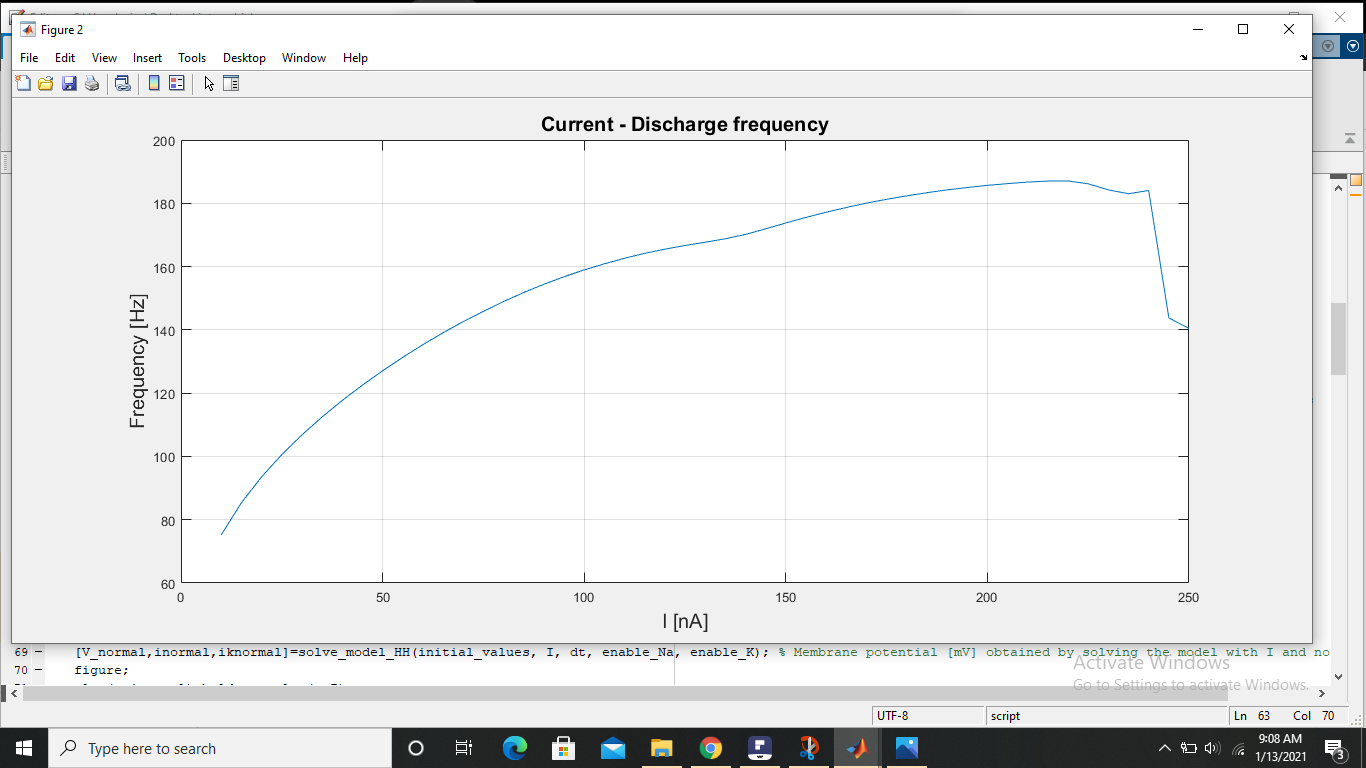 Figure 2
File Edit View Insert Tools Desktop Window Help
Current - Discharge frequency
200
180
160
140
120
100
80
60
Frequency [Hz]
0 50 100 150 200 250
I [nA]
69 – [V_normal,inormal,iknormal]=solve_model_HH(initial_values, I, dt, enable_Na, enable_K); % Membrane potential [mV] obtained by solving the model with I and no
70 – figure;
Activate Windows
Go to Settings to activate Windows.
UTF-8 script Ln 63 Col 70
Type here to search
9:08 AM
1/13/2021
3